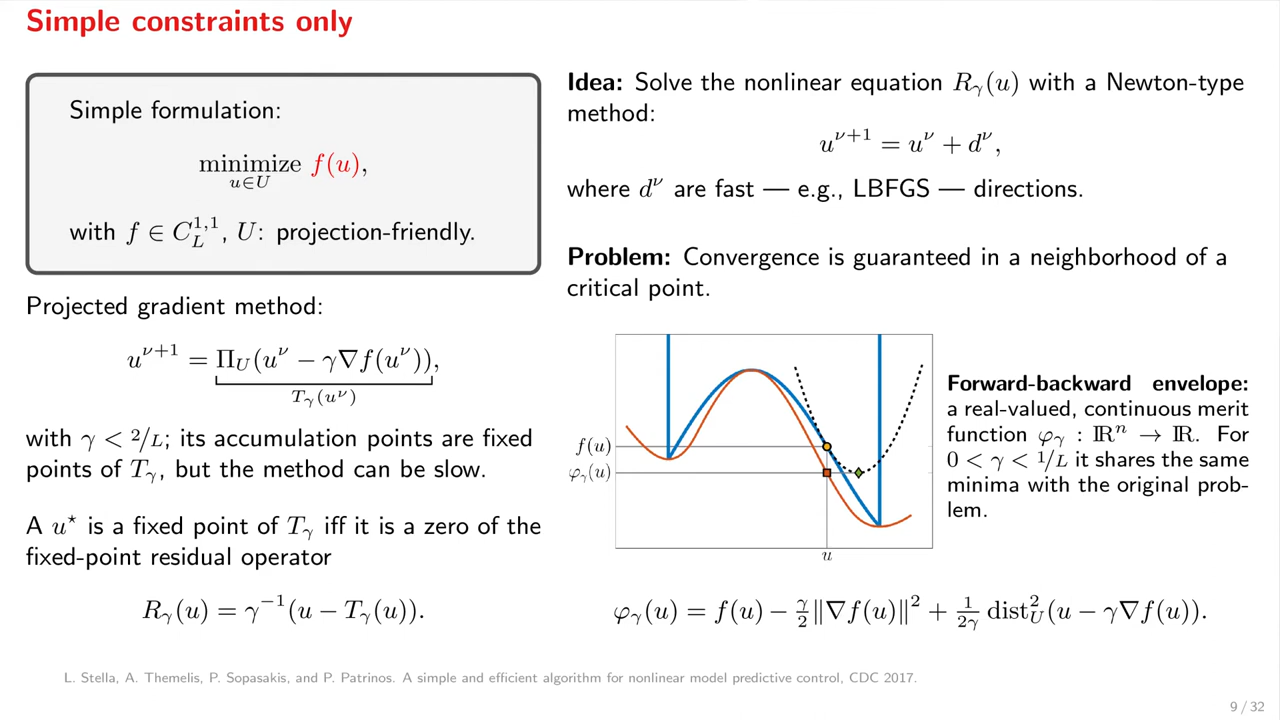 Simple constraints only
Simple formulation:
minimize f(u),
u∈U
with f ∈ C_L^{1,1}, U: projection-friendly.
Projected gradient method:
u^{ν+1} = Π_U(u^ν − γ∇f(u^ν)),
T_γ(u^ν)
with γ < 2/L; its accumulation points are fixed
points of T_γ, but the method can be slow.
A u^⋆ is a fixed point of T_γ iff it is a zero of the
fixed-point residual operator
R_γ(u) = γ^{−1}(u − T_γ(u)).
Idea: Solve the nonlinear equation R_γ(u) with a Newton-type
method:
u^{ν+1} = u^ν + d^ν,
where d^ν are fast — e.g., LBFGS — directions.
Problem: Convergence is guaranteed in a neighborhood of a
critical point.
f(u)
φ_γ(u)
u
Forward-backward envelope:
a real-valued, continuous merit
function φ_γ : ℝ^n → ℝ. For
0 < γ < 1/L it shares the same
minima with the original prob-
lem.
φ_γ(u) = f(u) − γ/2 ‖∇f(u)‖^2 + 1/2γ dist_U^2(u − γ∇f(u)).
L. Stella, A. Themelis, P. Sopasakis, and P. Patrinos. A simple and efficient algorithm for nonlinear model predictive control, CDC 2017.
9 / 32